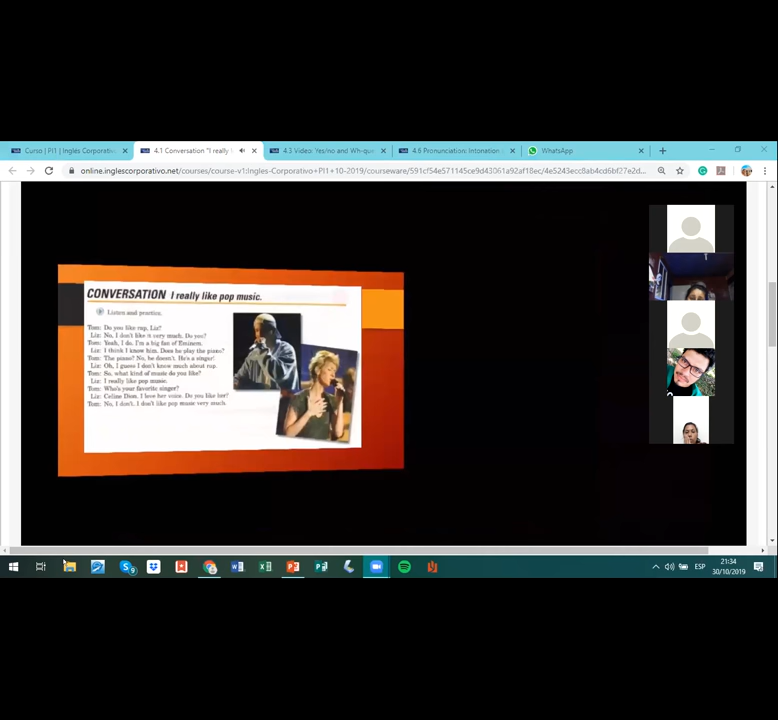 Curso | PI1 | Inglés Corporativo
4.1 Conversation "I really l
4.3 Video: Yes/no and Wh-que
4.6 Pronunciation: Intonation
WhatsApp
online.inglescorporativo.net/courses/course-v1:Ingles-Corporativo+PI1+10-2019/courseware/
CONVERSATION I really like pop music.
Listen and practice.
Tom: Do you like rap, Liz?
Liz: No, I don't like it very much. Do you?
Tom: Yeah, I do. I'm a big fan of Eminem.
Liz: I think I know him. Does he play the piano?
Tom: The piano? No, he doesn't. He's a singer!
Liz: Oh, I guess I don't know much about rap.
Tom: So, what kind of music do you like?
Liz: I really like pop music.
Tom: Who's your favorite singer?
Liz: Celine Dion. I love her voice. Do you like her?
Tom: No, I don't. I don't like pop music very much.
ESP
21:34
30/10/2019